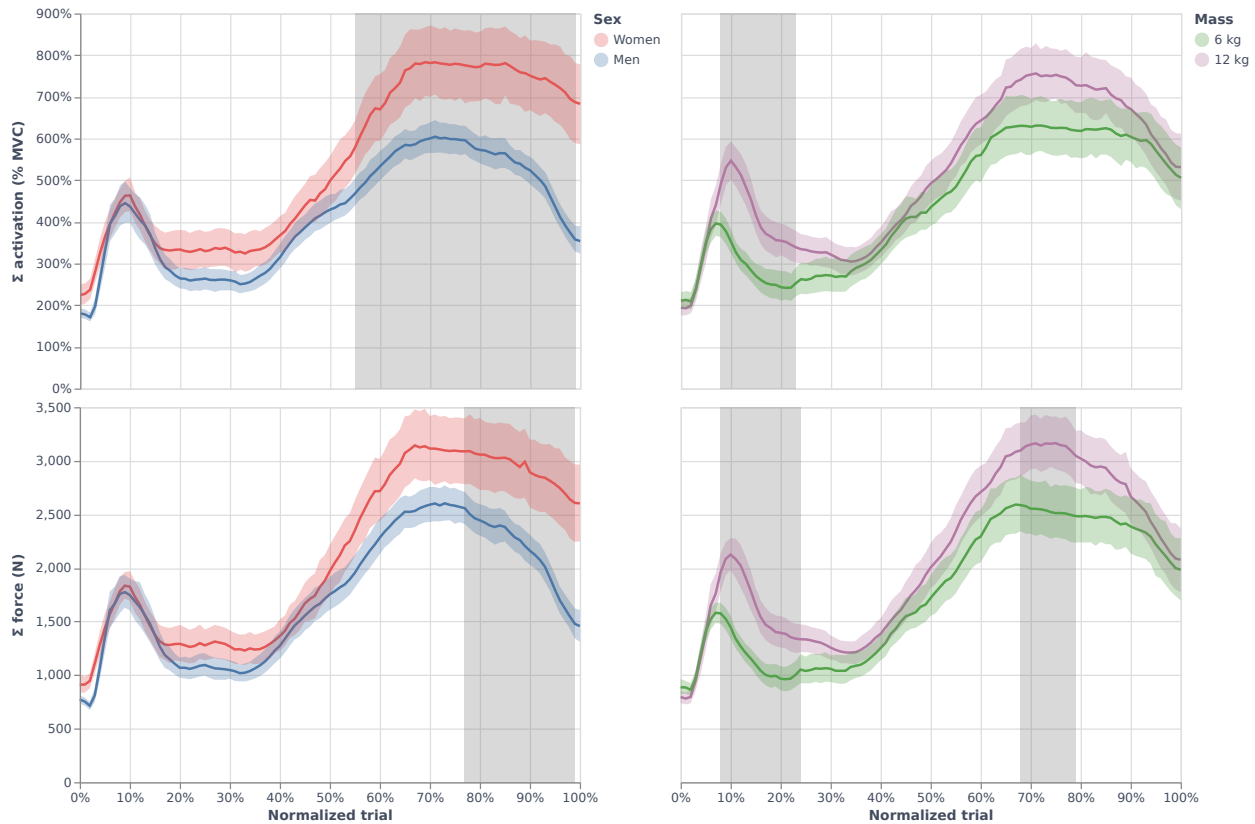 900%
800%
700%
600%
500%
400%
300%
200%
100%
0%
Σ activation (% MVC)
Sex
Women
Men
Mass
6 kg
12 kg
3,500
3,000
2,500
2,000
1,500
1,000
500
0
Σ force (N)
0% 10% 20% 30% 40% 50% 60% 70% 80% 90% 100%
Normalized trial
0% 10% 20% 30% 40% 50% 60% 70% 80% 90% 100%
Normalized trial